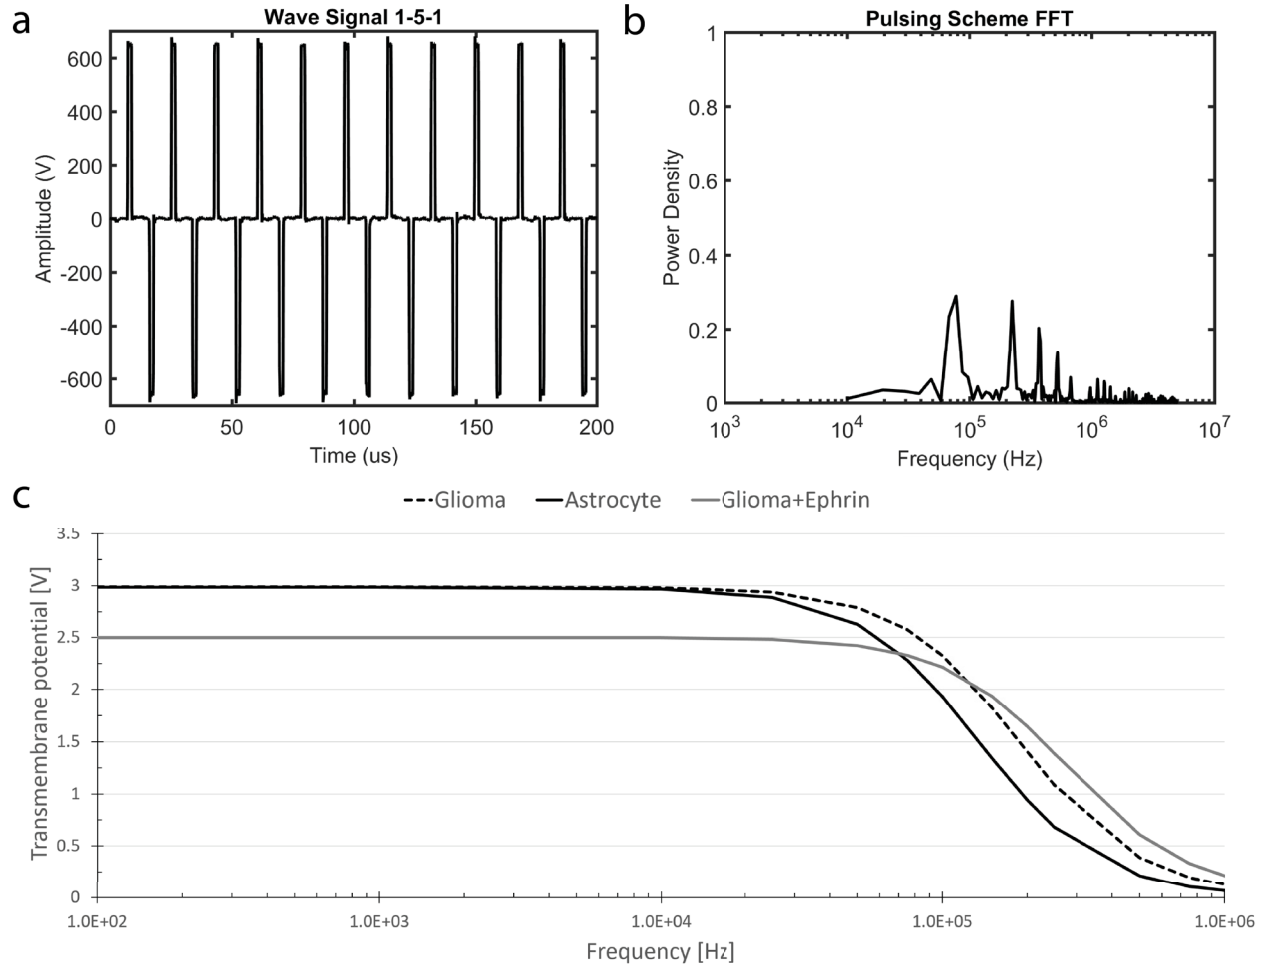 a
Wave Signal 1-5-1
600
400
200
0
-200
-400
-600
Amplitude (V)
0 50 100 150 200
Time (us)
b
Pulsing Scheme FFT
1
0.8
0.6
0.4
0.2
0
Power Density
10^3 10^4 10^5 10^6 10^7
Frequency (Hz)
c
Glioma Astrocyte Glioma+Ephrin
3.5
3
2.5
2
1.5
1
0.5
0
Transmembrane potential [V]
1.0E+02 1.0E+03 1.0E+04 1.0E+05 1.0E+06
Frequency [Hz]